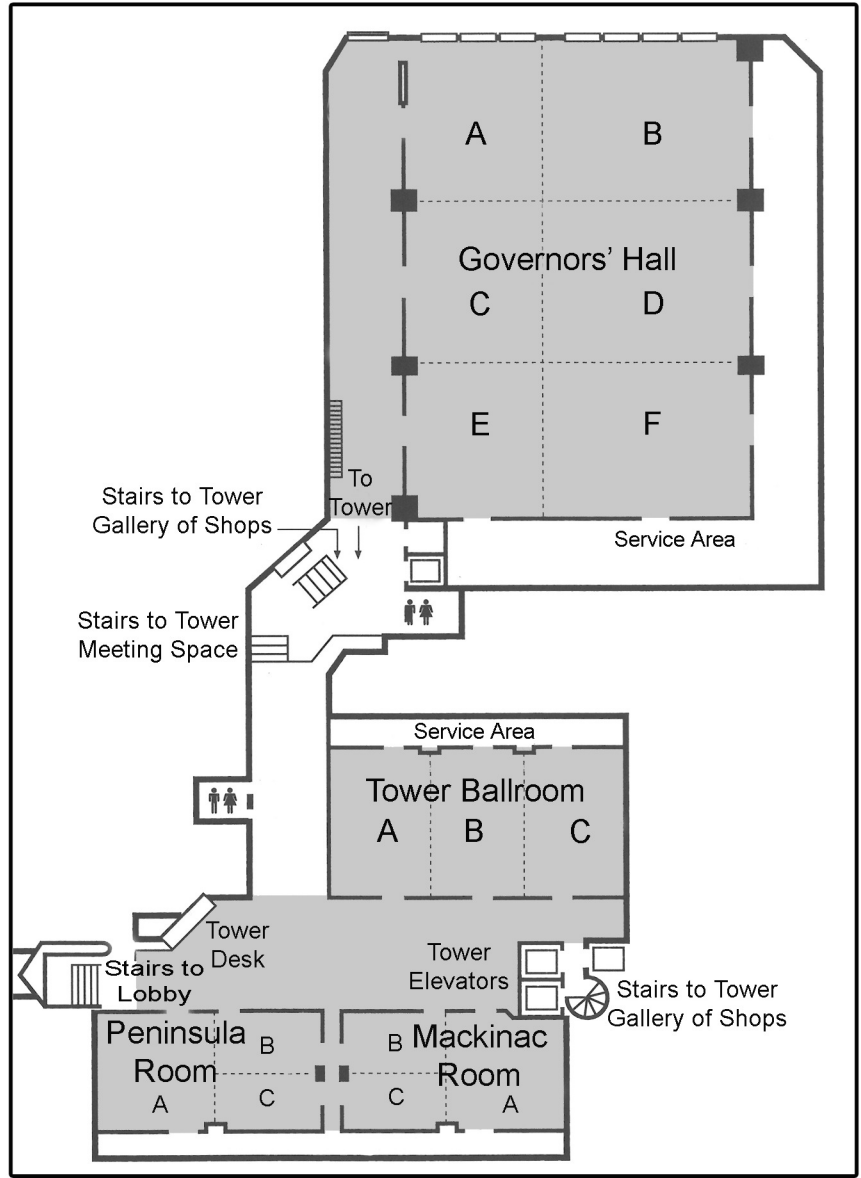 A
B
Governors’ Hall
C
D
E
F
To
Tower
Stairs to Tower
Gallery of Shops
Service Area
Stairs to Tower
Meeting Space
Service Area
Tower Ballroom
A
B
C
Tower
Desk
Tower
Elevators
Stairs to
Lobby
Stairs to Tower
Gallery of Shops
Peninsula
Room
B
A
C
B
Mackinac
Room
C
A